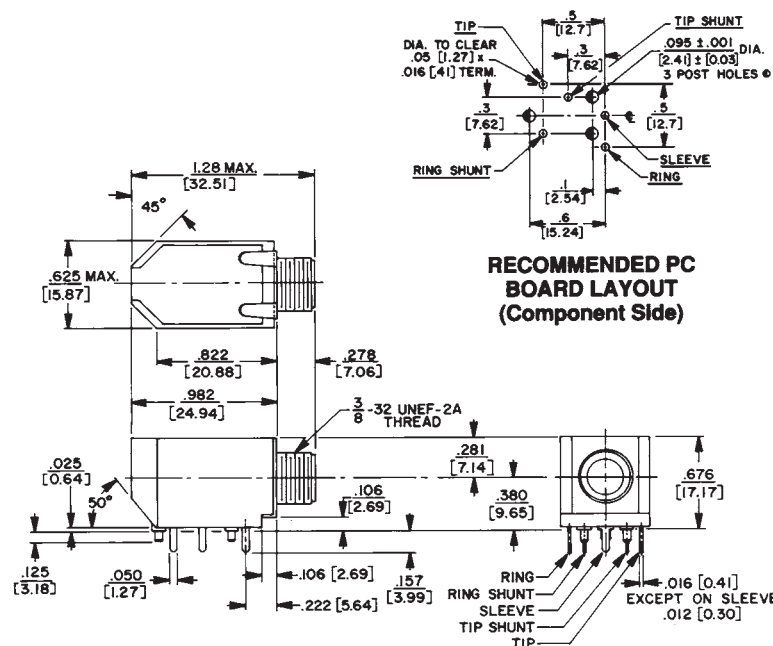 TIP
DIA. TO CLEAR
.05 [1.27] x
.016 [41] TERM.
.5
[12.7]
.3
[7.62]
TIP SHUNT
.095 ±.001 DIA.
[2.41] ± [0.03]
3 POST HOLES
.3
[7.62]
.5
[12.7]
RING SHUNT
SLEEVE
RING
.1
[2.54]
.6
[15.24]
RECOMMENDED PC
BOARD LAYOUT
(Component Side)
1.28 MAX.
[32.51]
45°
.625 MAX.
[15.87]
.822
[20.88]
.278
[7.06]
.982
[24.94]
3/8 -32 UNEF-2A
THREAD
.025
[0.64]
50°
.281
[7.14]
.106
[2.69]
.380
[9.65]
.676
[17.17]
.125
[3.18]
.050
[1.27]
.106 [2.69]
.222 [5.64]
.157
[3.99]
RING
RING SHUNT
SLEEVE
TIP SHUNT
TIP
.016 [0.41]
EXCEPT ON SLEEVE
.012 [0.30]